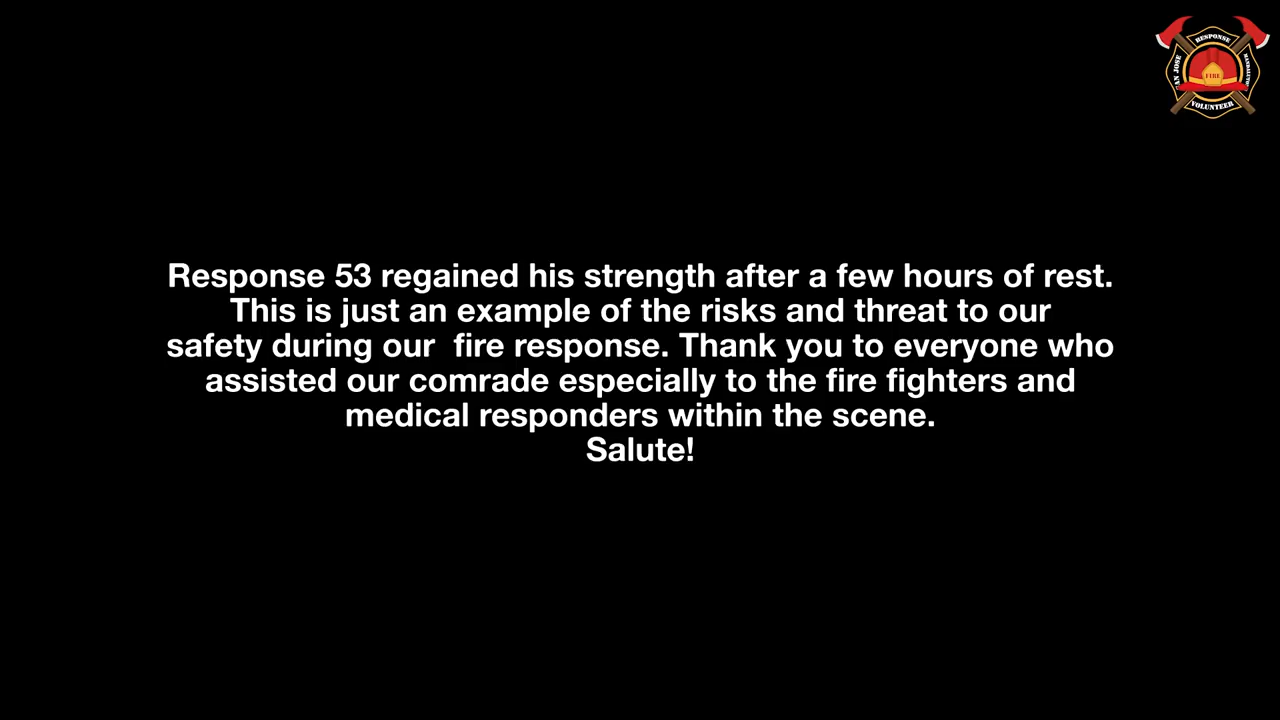 RESPONSE
FIRE
VOLUNTEER
Response 53 regained his strength after a few hours of rest.
This is just an example of the risks and threat to our
safety during our  fire response. Thank you to everyone who
assisted our comrade especially to the fire fighters and
medical responders within the scene.
Salute!